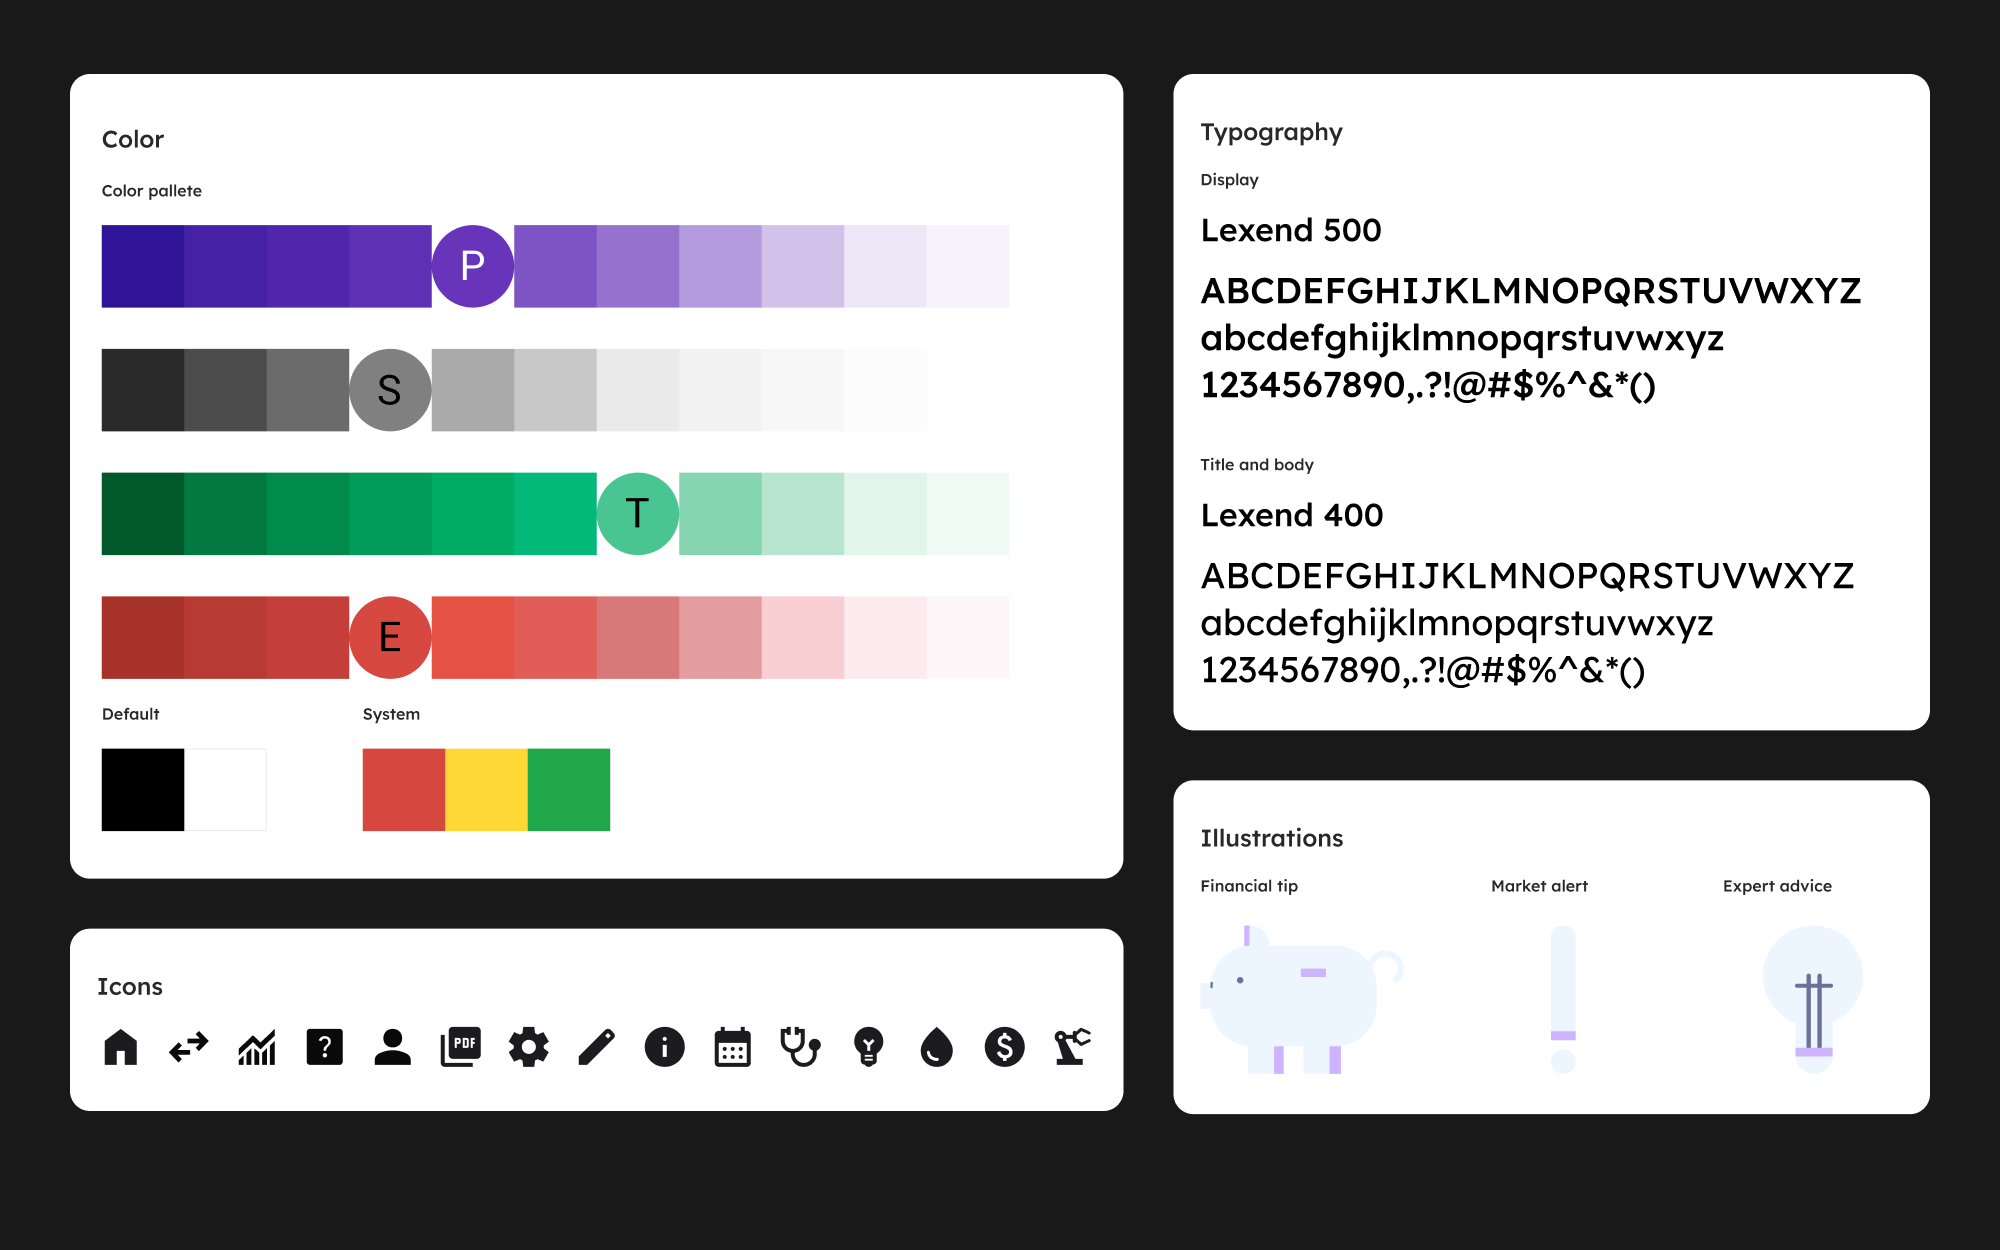 Color
Color pallete
P
S
T
E
Default
System
Icons
?
PDF
i
$
Typography
Display
Lexend 500
ABCDEFGHIJKLMNOPQRSTUVWXYZ
abcdefghijklmnopqrstuvwxyz
1234567890,.?!@#$%^&*()
Title and body
Lexend 400
ABCDEFGHIJKLMNOPQRSTUVWXYZ
abcdefghijklmnopqrstuvwxyz
1234567890,.?!@#$%^&*()
Illustrations
Financial tip
Market alert
Expert advice